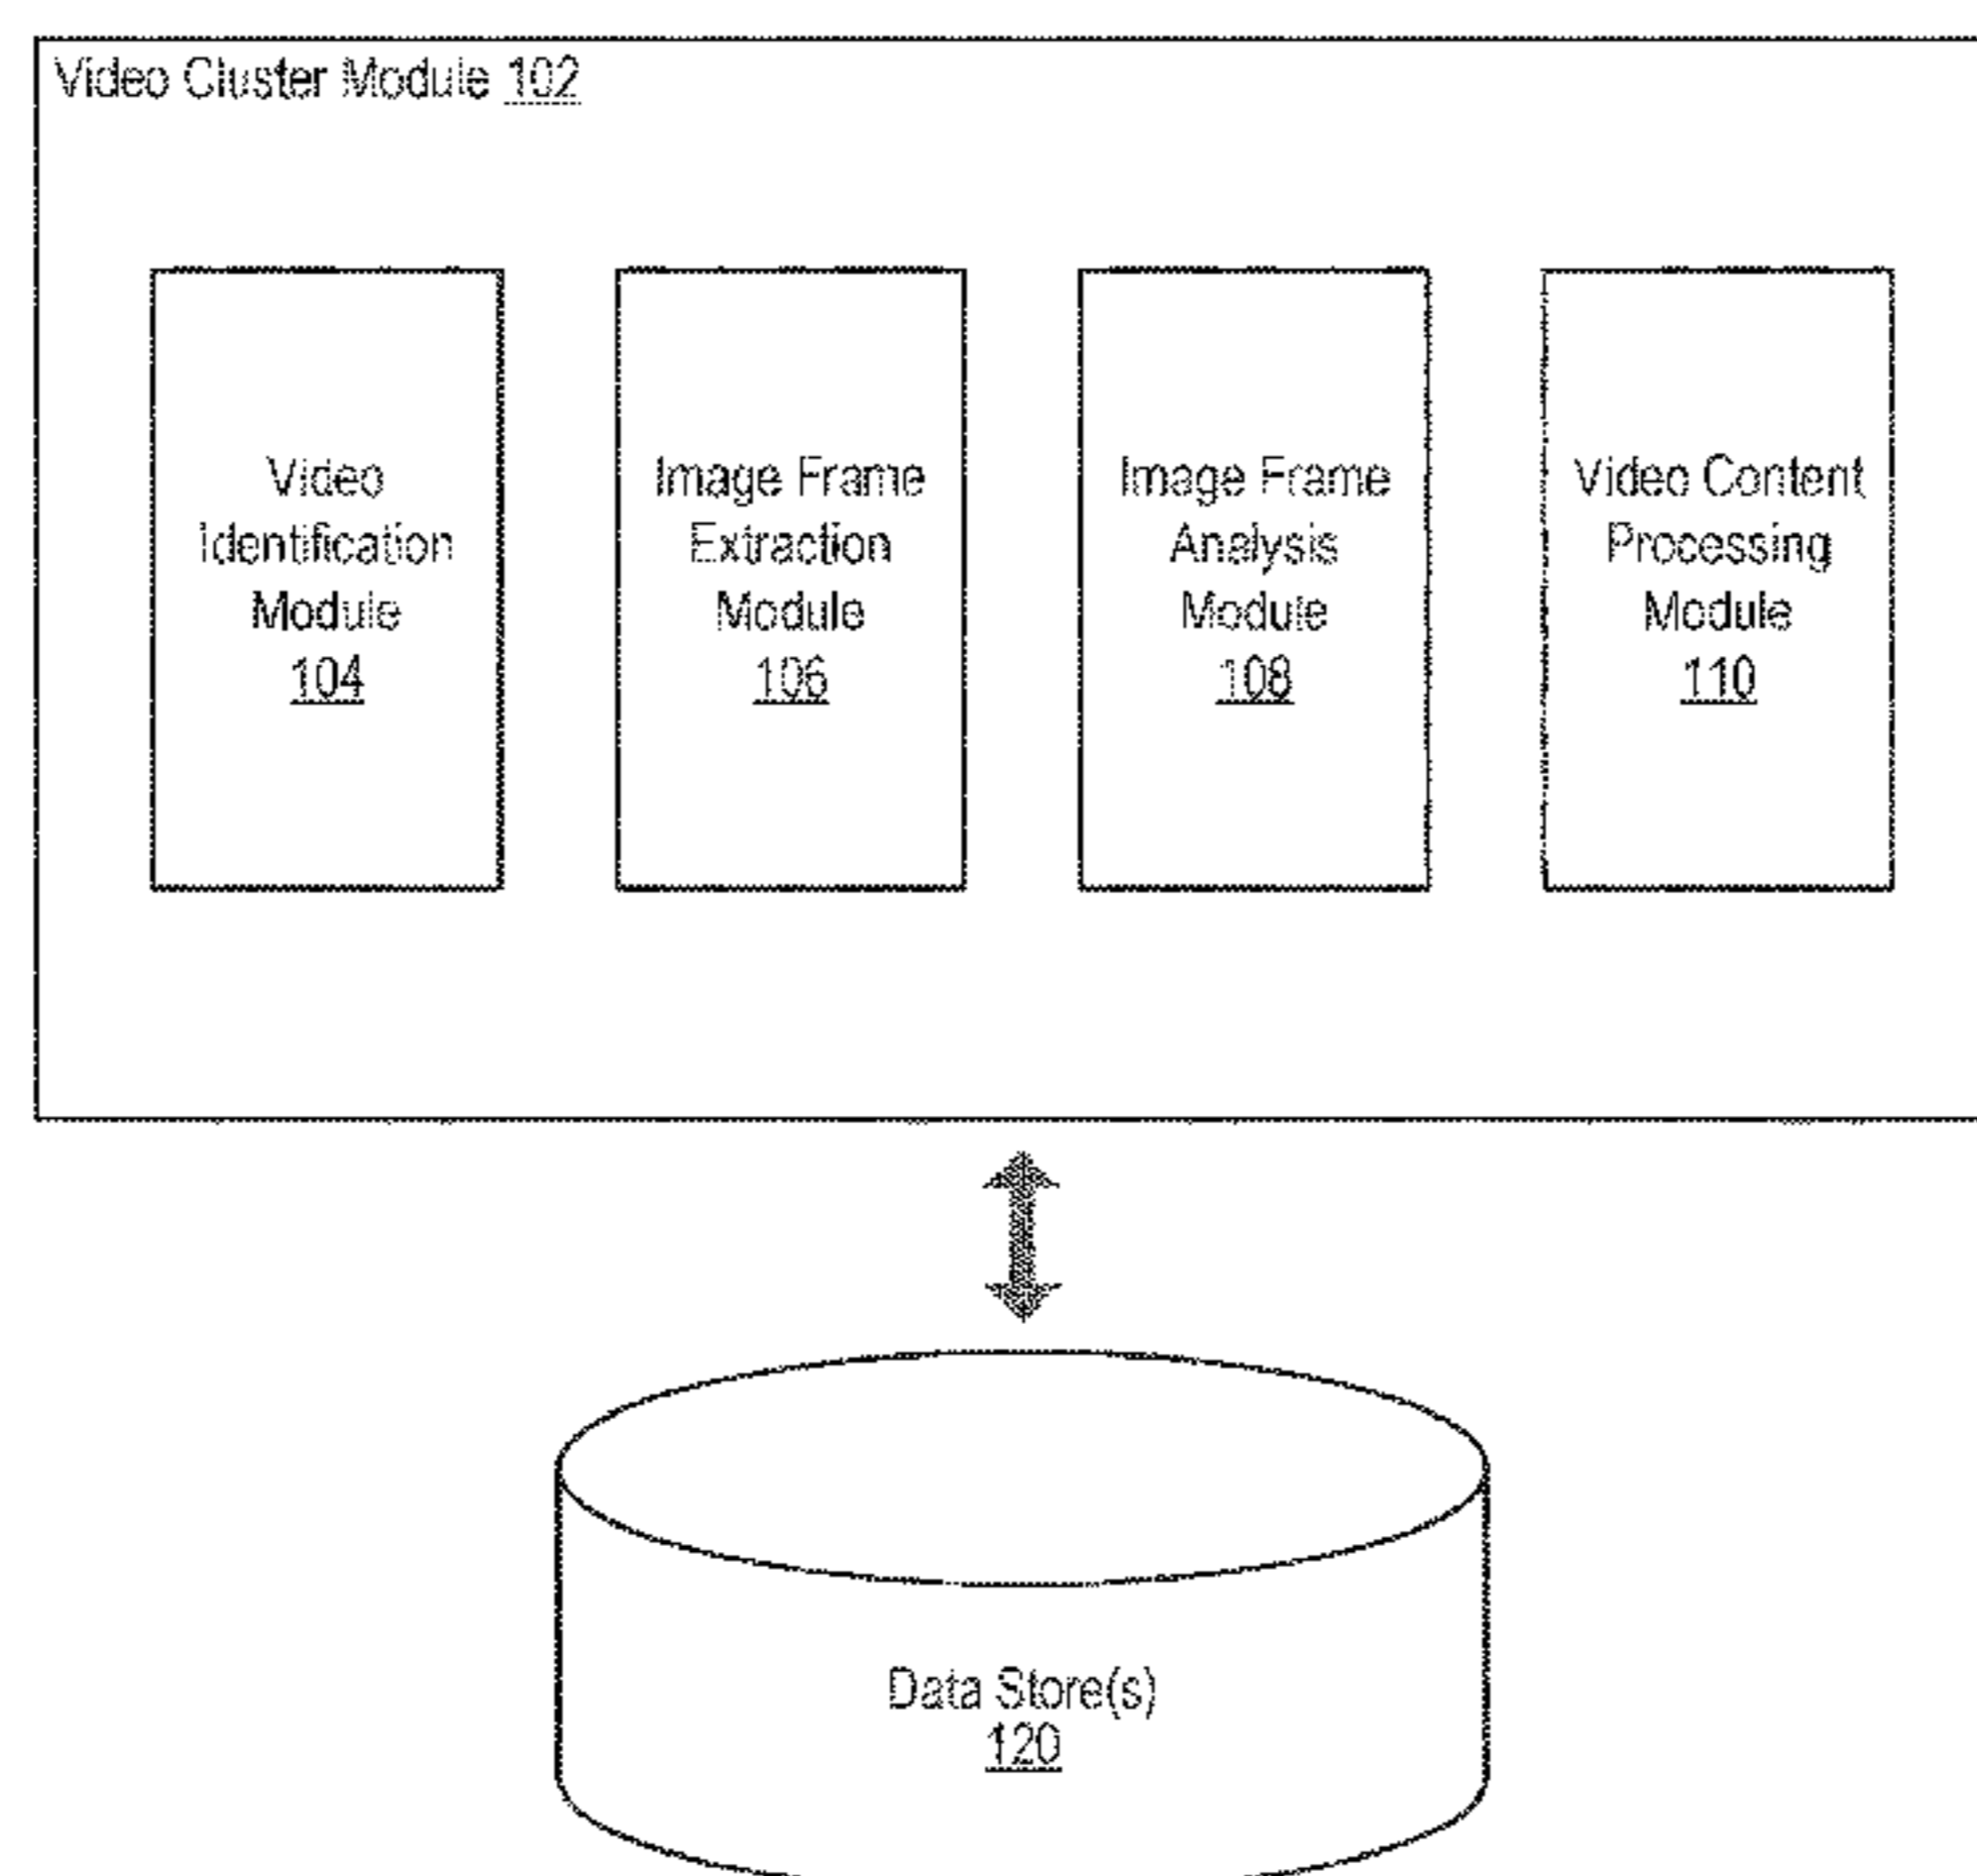 Video Cluster Module 102
Video
Identification
Module
104
Image Frame
Extraction
Module
106
Image Frame
Analysis
Module
108
Video Content
Processing
Module
110
Data Store(s)
120